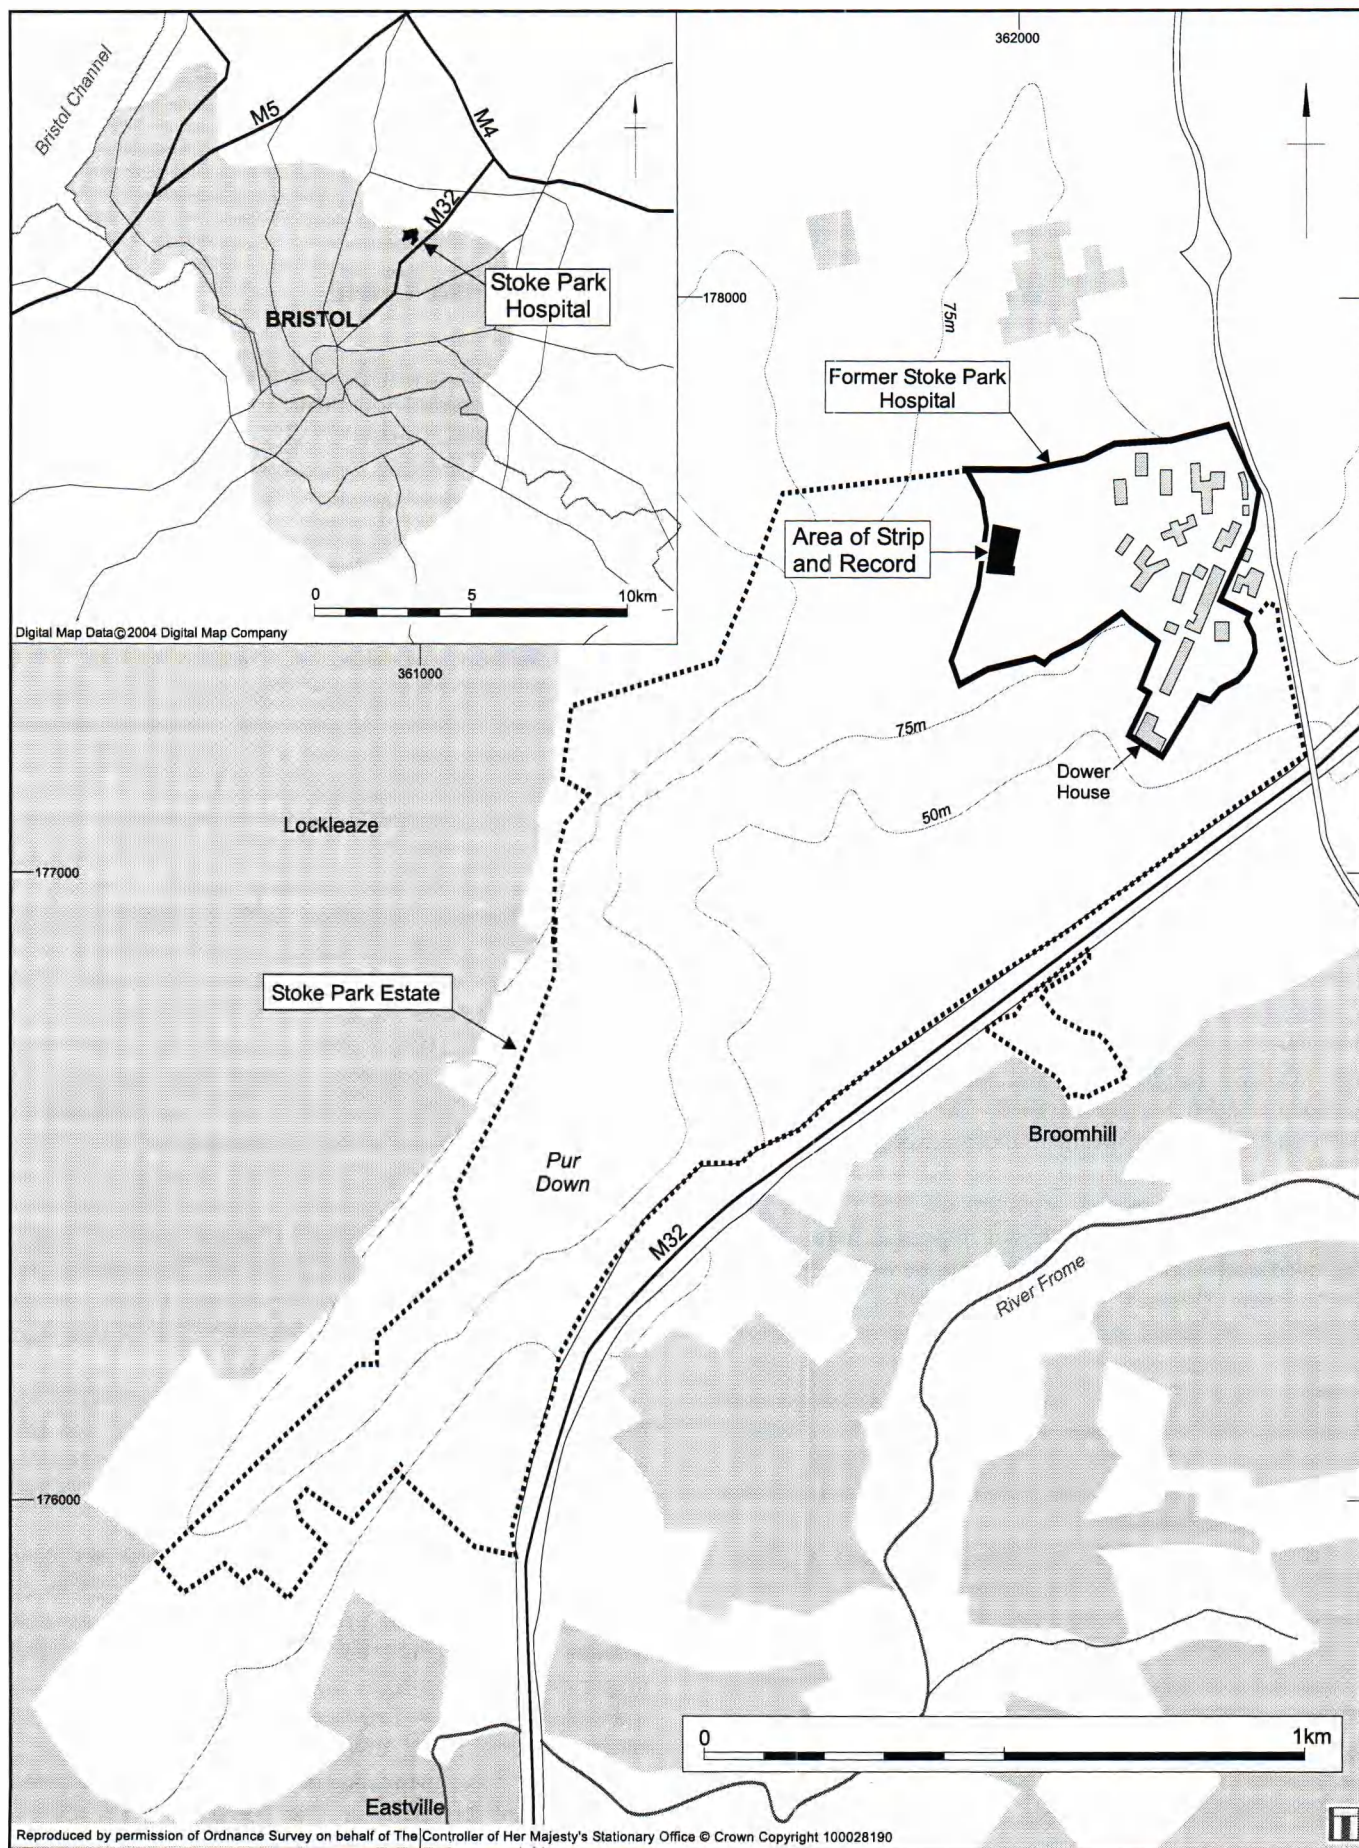 362000
Bristol Channel
M5
M4
M32
Stoke Park
Hospital
BRISTOL
178000
75m
Former Stoke Park
Hospital
Area of Strip
and Record
0 5 10km
Digital Map Data©2004 Digital Map Company
361000
75m
Dower
House
50m
Lockleaze
177000
Stoke Park Estate
Broomhill
Pur
Down
M32
River Frome
176000
0 1km
Eastville
Reproduced by permission of Ordnance Survey on behalf of The Controller of Her Majesty's Stationary Office © Crown Copyright 100028190